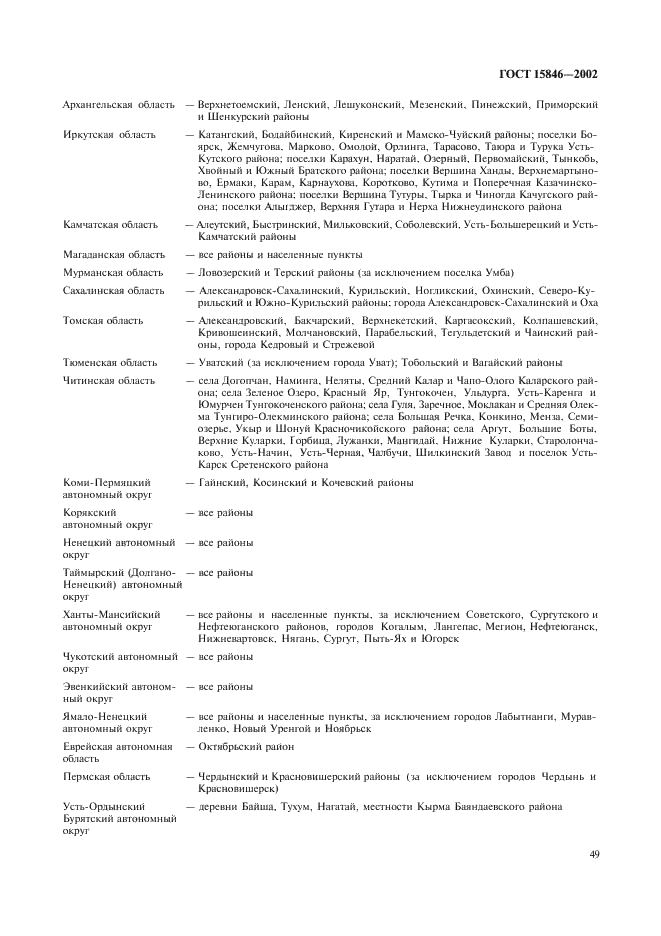 ГОСТ 15846—2002
Архангельская область — Верхнетоемский, Ленский, Лешуконский, Мезенский, Пинежский, Приморский
и Шенкурский районы
Иркутская область — Катангский, Бодайбинский, Киренский и Мамско-Чуйский районы; поселки Бо-
ярск, Жемчугова, Марково, Омолой, Орлинга, Тарасово, Таюра и Турука Усть-
Кутского района; поселки Карахун, Наратай, Озерный, Первомайский, Тынкобь,
Хвойный и Южный Братского района; поселки Вершина Ханды, Верхнемартыно-
во, Ермаки, Карам, Карнаухова, Коротково, Кутима и Поперечная Казачинско-
Ленинского района; поселки Вершина Тутуры, Тырка и Чиногда Качугского рай-
она; поселки Алыгджер, Верхняя Гутара и Нерха Нижнеудинского района
Камчатская область — Алеутский, Быстринский, Мильковский, Соболевский, Усть-Большерецкий и Усть-
Камчатский районы
Магаданская область — все районы и населенные пункты
Мурманская область — Ловозерский и Терский районы (за исключением поселка Умба)
Сахалинская область — Александровск-Сахалинский, Курильский, Ногликский, Охинский, Северо-Ку-
рильский и Южно-Курильский районы; города Александровск-Сахалинский и Оха
Томская область — Александровский, Бакчарский, Верхнекетский, Каргасокский, Колпашевский,
Кривошеинский, Молчановский, Парабельский, Тегульдетский и Чаинский рай-
оны, города Кедровый и Стрежевой
Тюменская область — Уватский (за исключением города Уват); Тобольский и Вагайский районы
Читинская область — села Догопчан, Наминга, Неляты, Средний Калар и Чапо-Олого Каларского рай-
она; села Зеленое Озеро, Красный Яр, Тунгокочен, Ульдурга, Усть-Каренга и
Юмурчен Тунгокоченского района; села Гуля, Заречное, Моклакан и Средняя Олек-
ма Тунгиро-Олекминского района; села Большая Речка, Конкино, Менза, Семи-
озерье, Укыр и Шонуй Красночикойского района; села Аргут, Большие Боты,
Верхние Куларки, Горбица, Лужанки, Мангидай, Нижние Куларки, Старолонча-
ково, Усть-Начин, Усть-Черная, Чалбучи, Шилкинский Завод и поселок Усть-
Карск Сретенского района
Коми-Пермяцкий — Гайнский, Косинский и Кочевский районы
автономный округ
Корякский — все районы
автономный округ
Ненецкий автономный — все районы
округ
Таймырский (Долгано- — все районы
Ненецкий) автономный
округ
Ханты-Мансийский — все районы и населенные пункты, за исключением Советского, Сургутского и
автономный округ Нефтеюганского районов, городов Когалым, Лангепас, Мегион, Нефтеюганск,
Нижневартовск, Нягань, Сургут, Пыть-Ях и Югорск
Чукотский автономный — все районы
округ
Эвенкийский автоном- — все районы
ный округ
Ямало-Ненецкий — все районы и населенные пункты, за исключением городов Лабытнанги, Мурав-
автономный округ ленко, Новый Уренгой и Ноябрьск
Еврейская автономная — Октябрьский район
область
Пермская область — Чердынский и Красновишерский районы (за исключением городов Чердынь и
Красновишерск)
Усть-Ордынский — деревни Байша, Тухум, Нагатай, местности Кырма Баяндаевского района
Бурятский автономный
округ
49